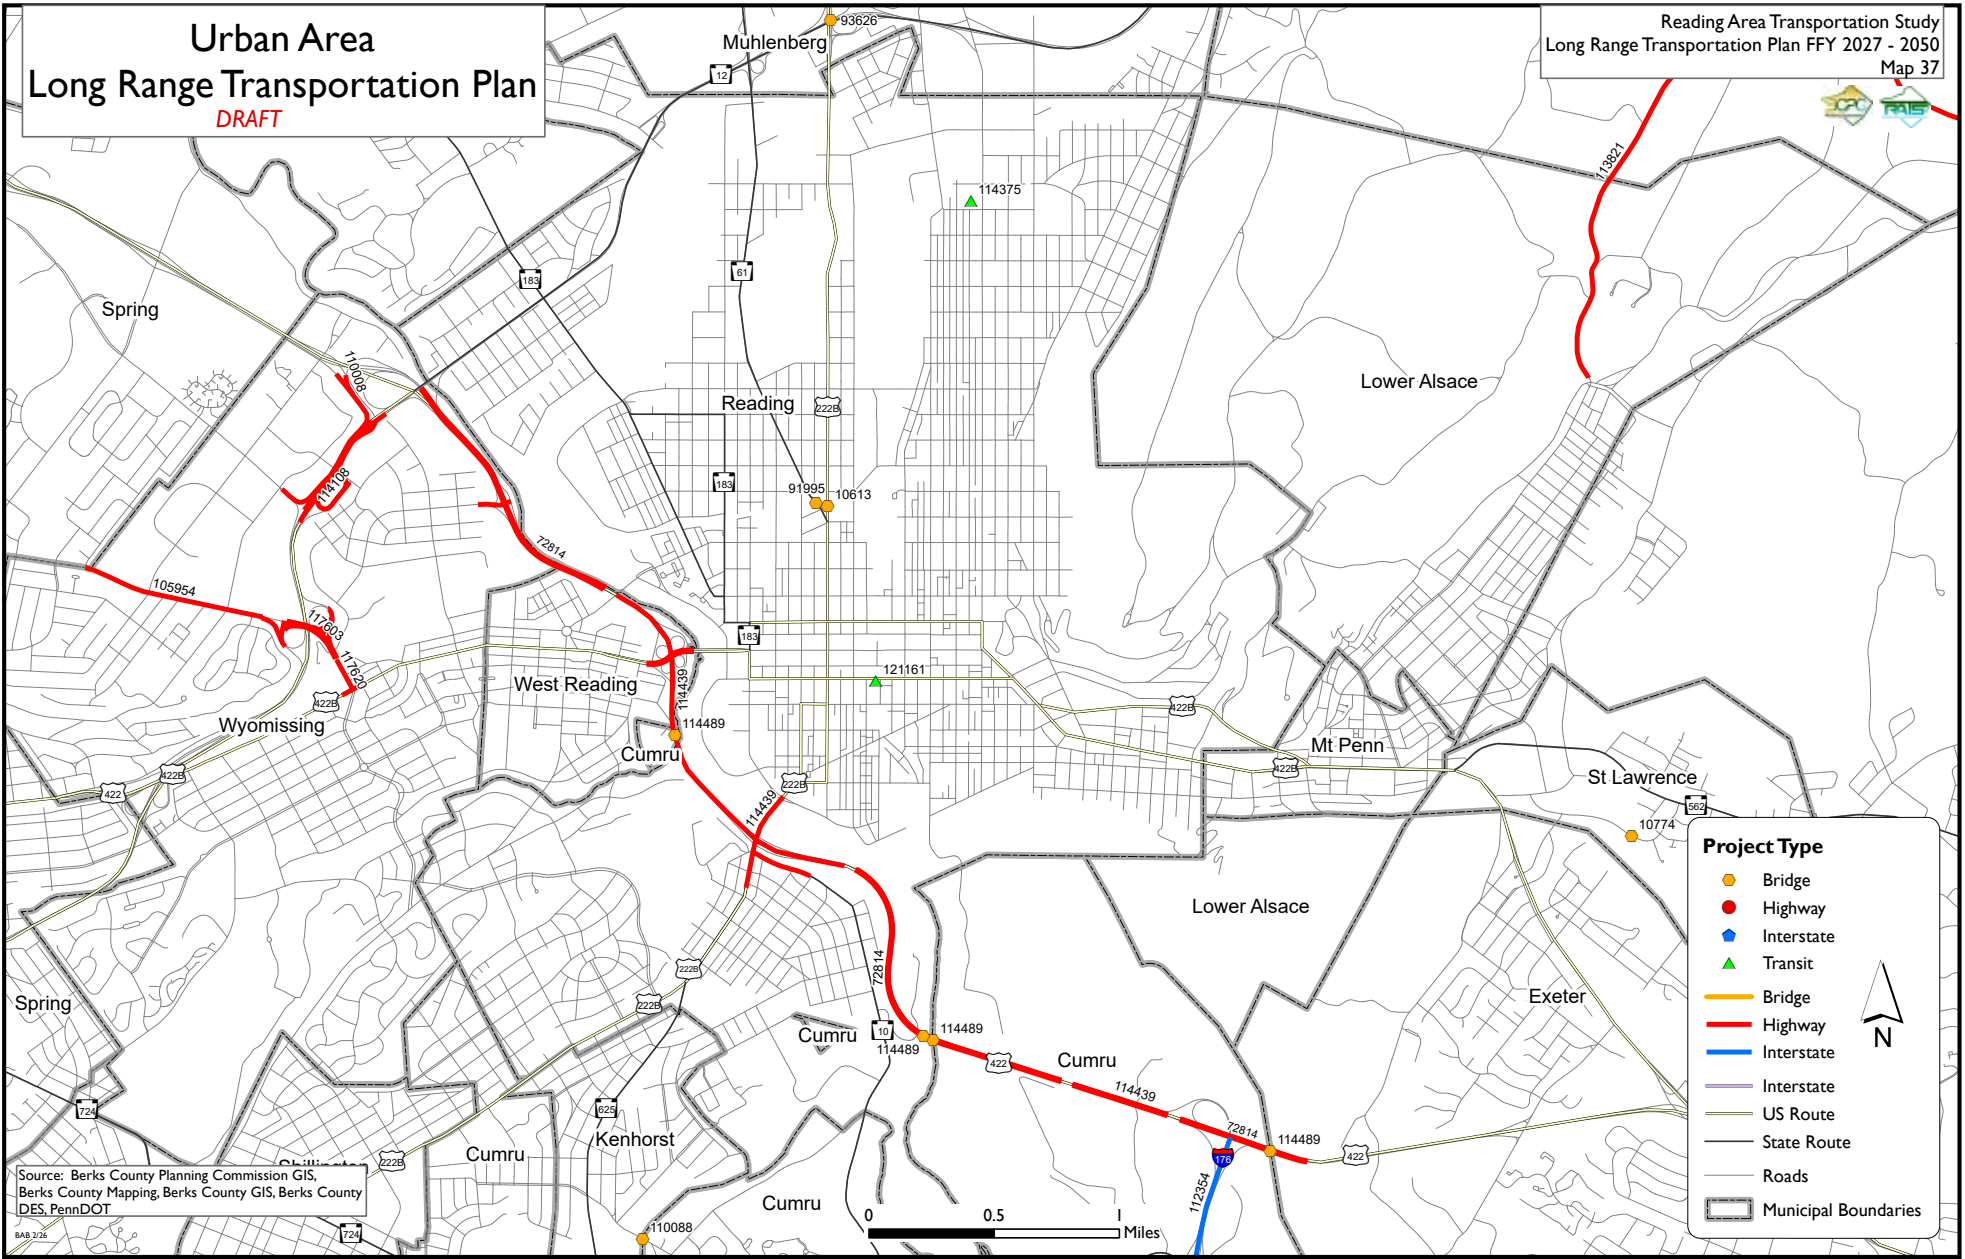 Urban Area
Long Range Transportation Plan
DRAFT
Reading Area Transportation Study
Long Range Transportation Plan FFY 2027 - 2050
Map 37
RATS
93626
Muhlenberg
12
113821
114375
183
61
Spring
110008
Lower Alsace
Reading
222B
114108
183
91995
10613
72814
105954
117603
183
117620
114439
121161
West Reading
422B
422B
114489
Wyomissing
Cumru
Mt Penn
422B
St Lawrence
422B
422
222B
562
114439
10774
Project Type
Bridge
Highway
Interstate
Transit
Bridge
Highway
Interstate
Interstate
US Route
State Route
Roads
Municipal Boundaries
N
Lower Alsace
72814
222B
Exeter
Spring
222B
Cumru
10
114489
114489
422
Cumru
114439
724
625
72814
114489
Kenhorst
Cumru
222B
176
422
112354
Source: Berks County Planning Commission GIS,
Berks County Mapping, Berks County GIS, Berks County
DES, PennDOT
BAB 2/26
724
Cumru
110088
0 0.5 1
Miles